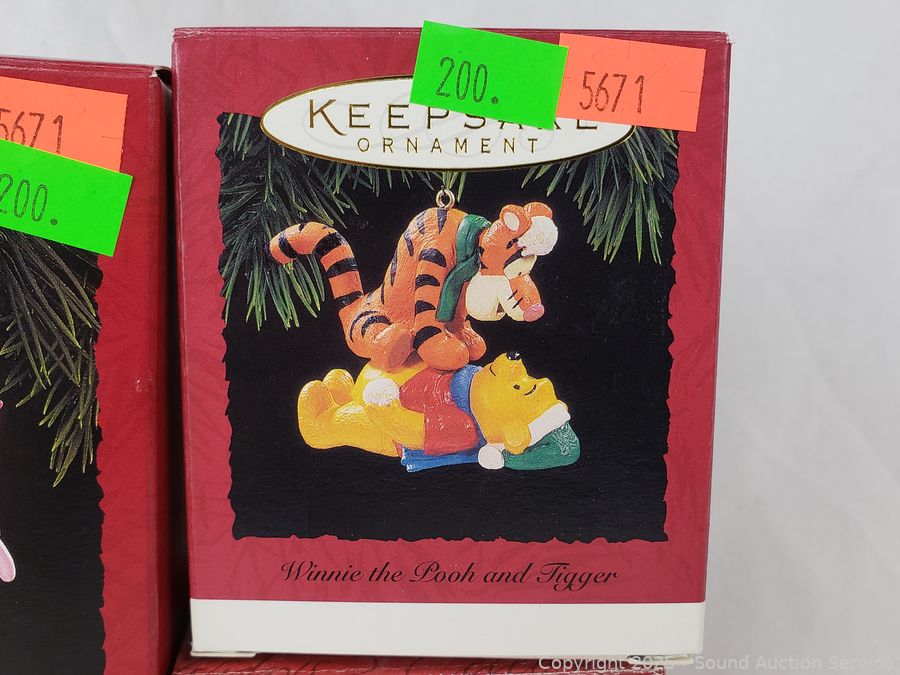 5671
200.
200.
5671
KEEPSAKE
ORNAMENT
Winnie the Pooh and Tigger
Copyright 2025 - Sound Auction Service